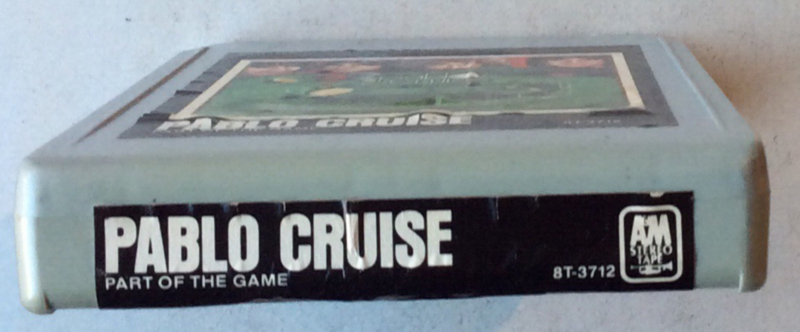 PABLO CRUISE
PABLO CRUISE
PART OF THE GAME
8T-3712
A&M
STEREO
TAPE